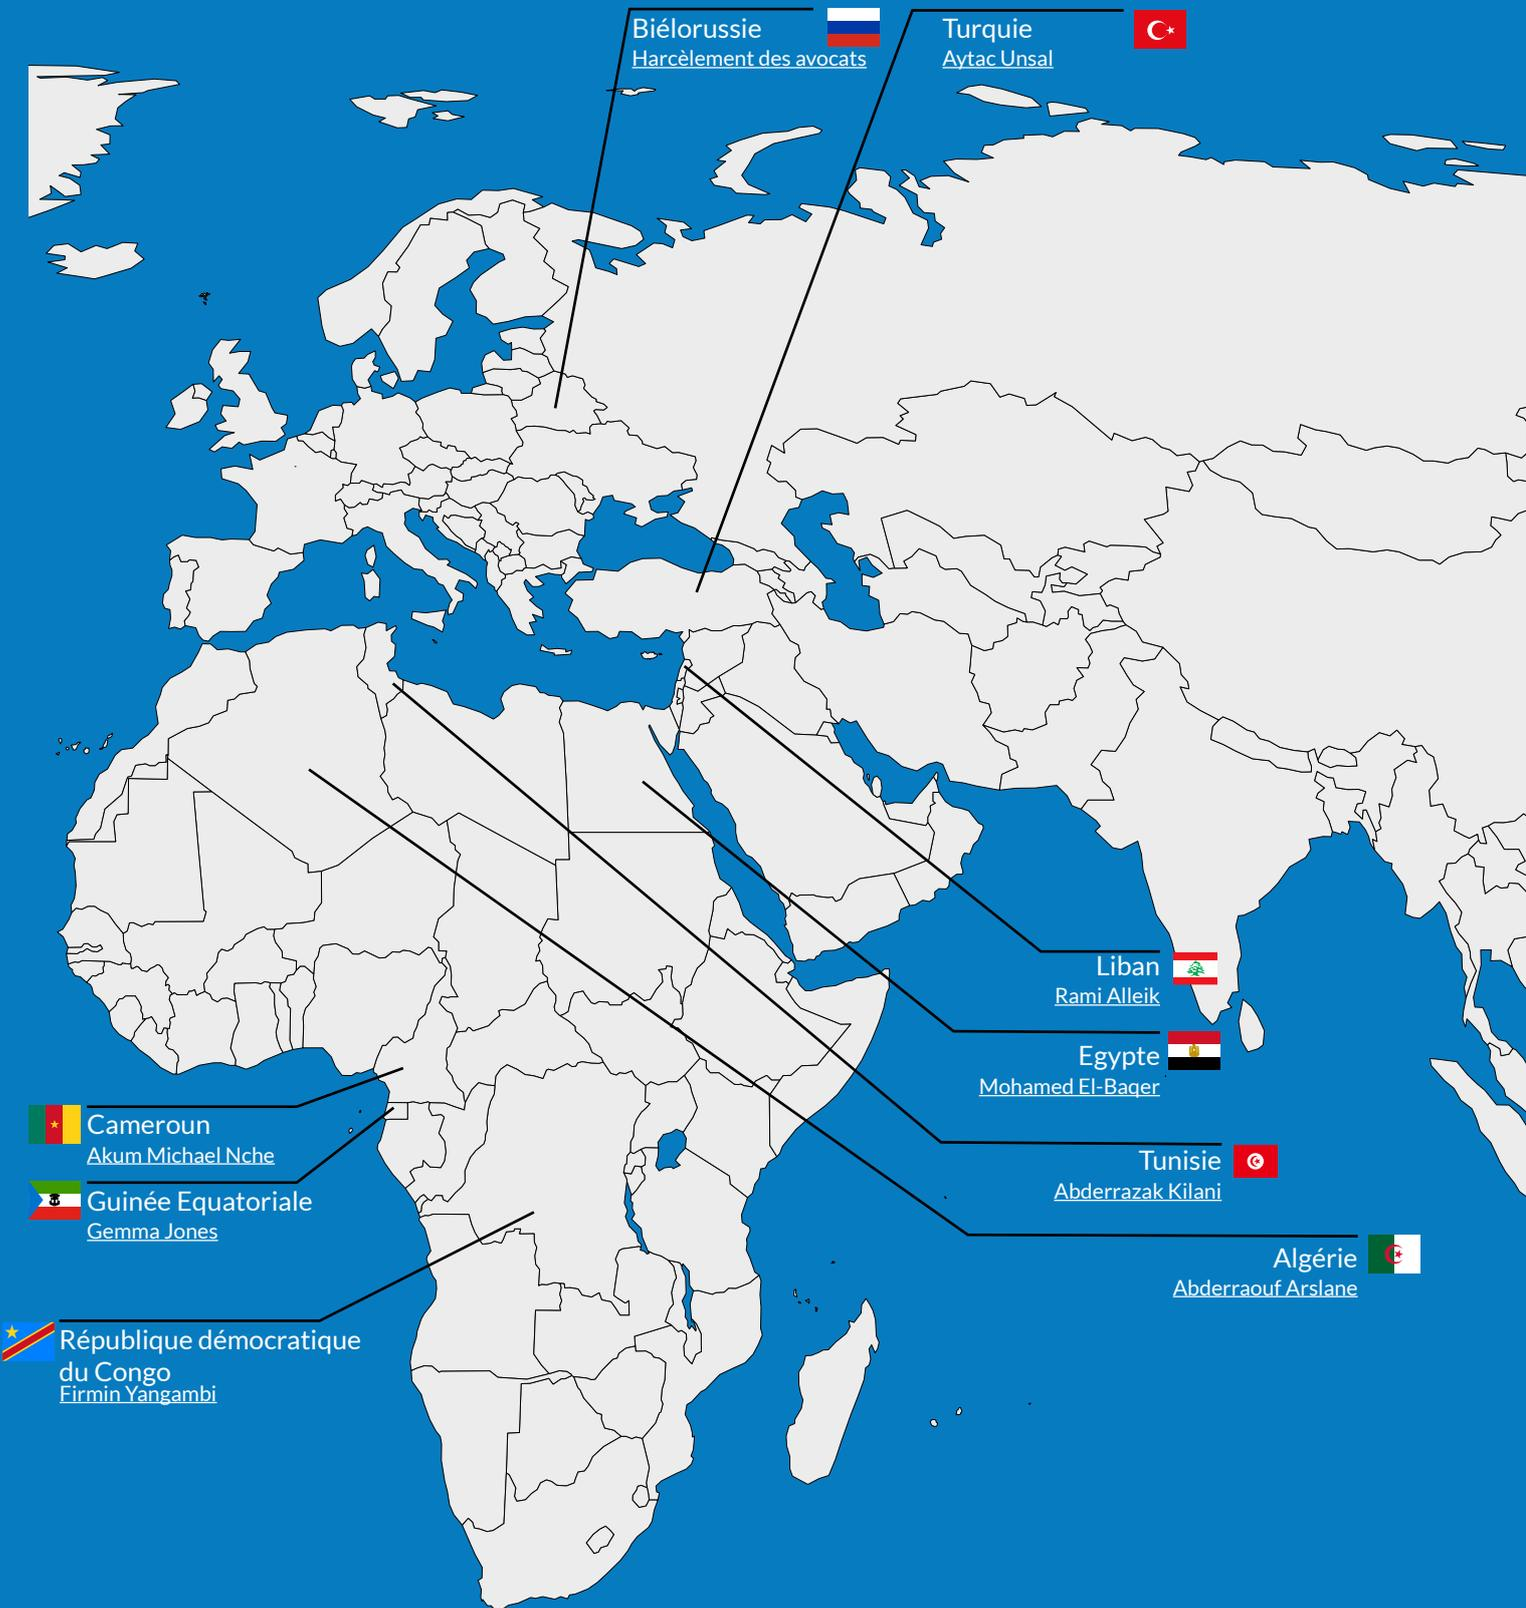 Biélorussie
Harcèlement des avocats
Turquie
Aytac Unsal
Liban
Rami Alleik
Egypte
Mohamed El-Baqer
Cameroun
Akum Michael Nche
Tunisie
Abderrazak Kilani
Guinée Equatoriale
Gemma Jones
Algérie
Abderraouf Arslane
République démocratique
du Congo
Firmin Yangambi